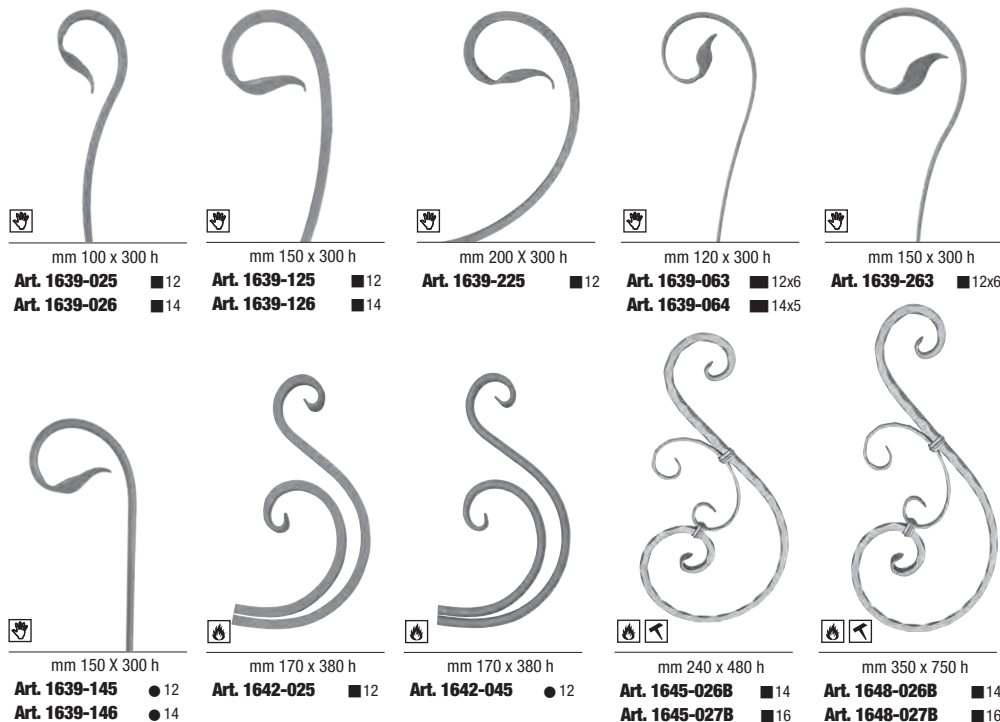 mm 100 x 300 h
Art. 1639-025 ■12
Art. 1639-026 ■14
mm 150 x 300 h
Art. 1639-125 ■12
Art. 1639-126 ■14
mm 200 X 300 h
Art. 1639-225 ■12
mm 120 x 300 h
Art. 1639-063 ▬ 12x6
Art. 1639-064 ▬ 14x5
mm 150 x 300 h
Art. 1639-263 ■12x6
mm 150 X 300 h
Art. 1639-145 ● 12
Art. 1639-146 ● 14
mm 170 x 380 h
Art. 1642-025 ■12
mm 170 x 380 h
Art. 1642-045 ● 12
mm 240 x 480 h
Art. 1645-026B ■14
Art. 1645-027B ■16
mm 350 x 750 h
Art. 1648-026B ■14
Art. 1648-027B ■16